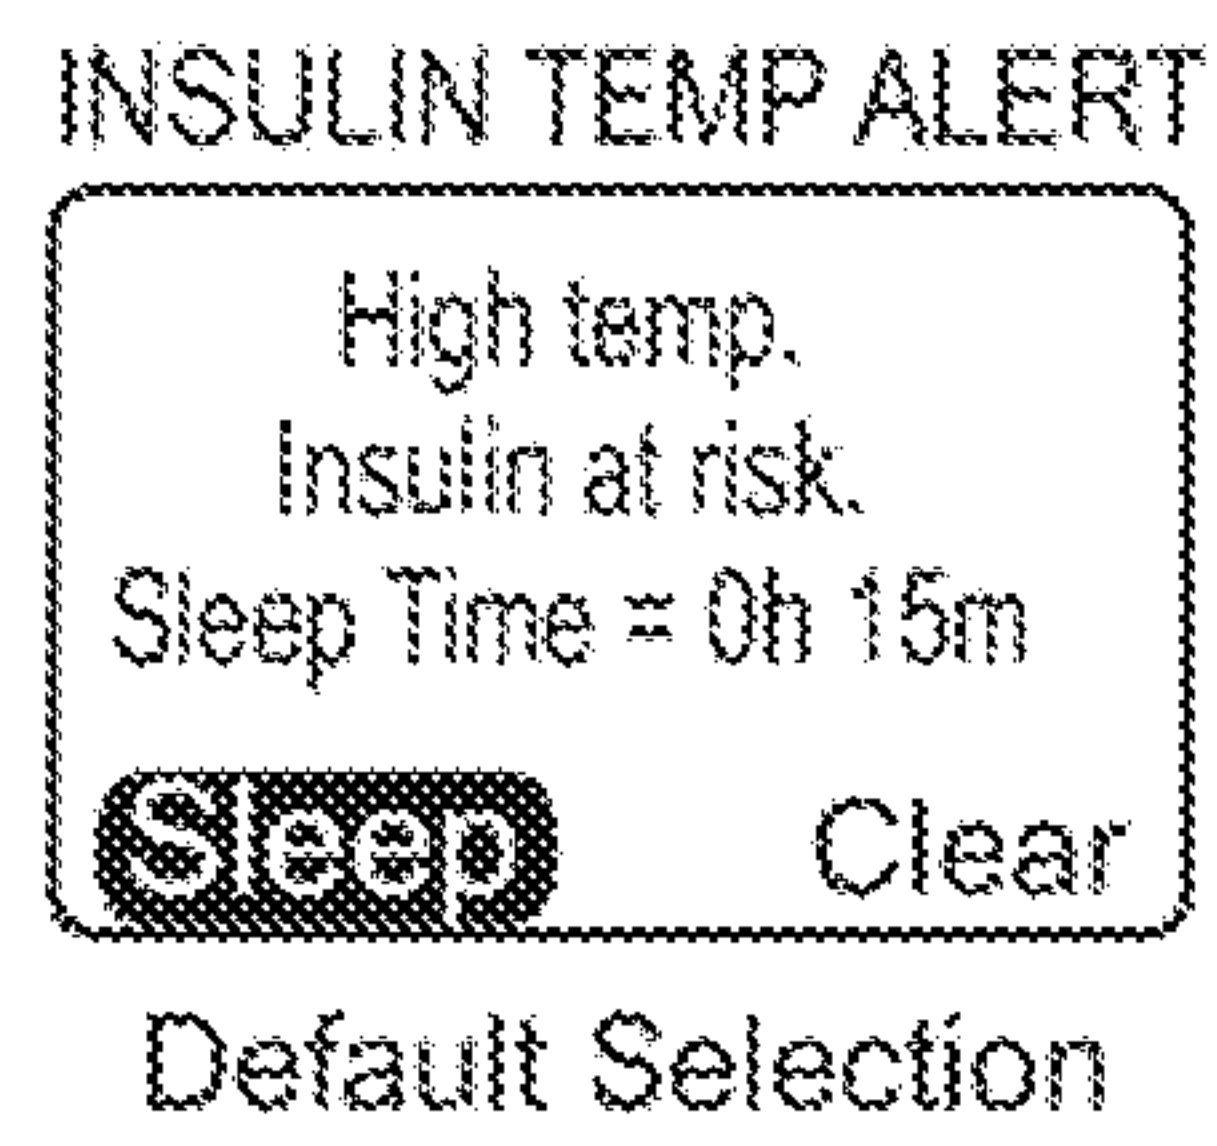 INSULIN TEMP ALERT
High temp.
Insulin at risk.
Sleep Time = 0h 15m
Sleep Clear
Default Selection